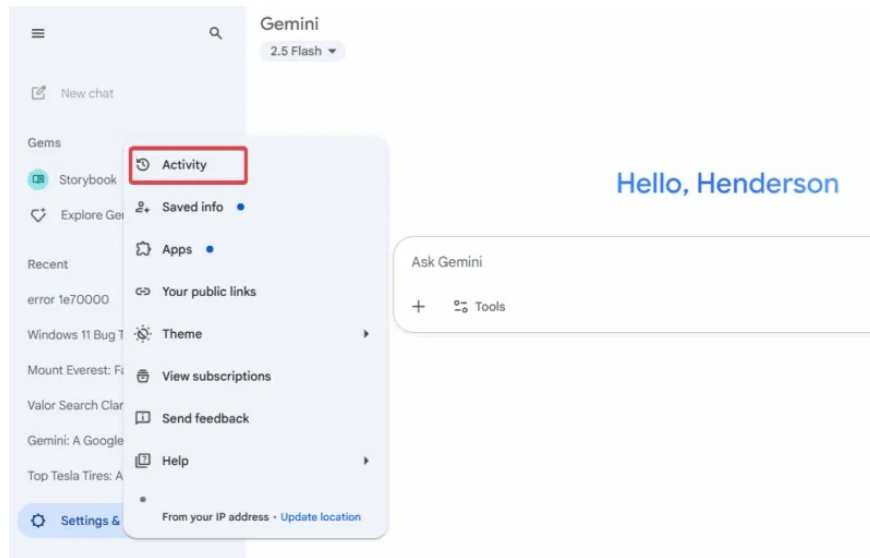 Gemini
2.5 Flash
New chat
Gems
Storybook
Explore Ge
Recent
error 1e70000
Windows 11 Bug T
Mount Everest: Fa
Valor Search Clar
Gemini: A Google
Top Tesla Tires: A
Settings &
Activity
Saved info
Apps
Your public links
Theme
View subscriptions
Send feedback
Help
From your IP address • Update location
Hello, Henderson
Ask Gemini
Tools